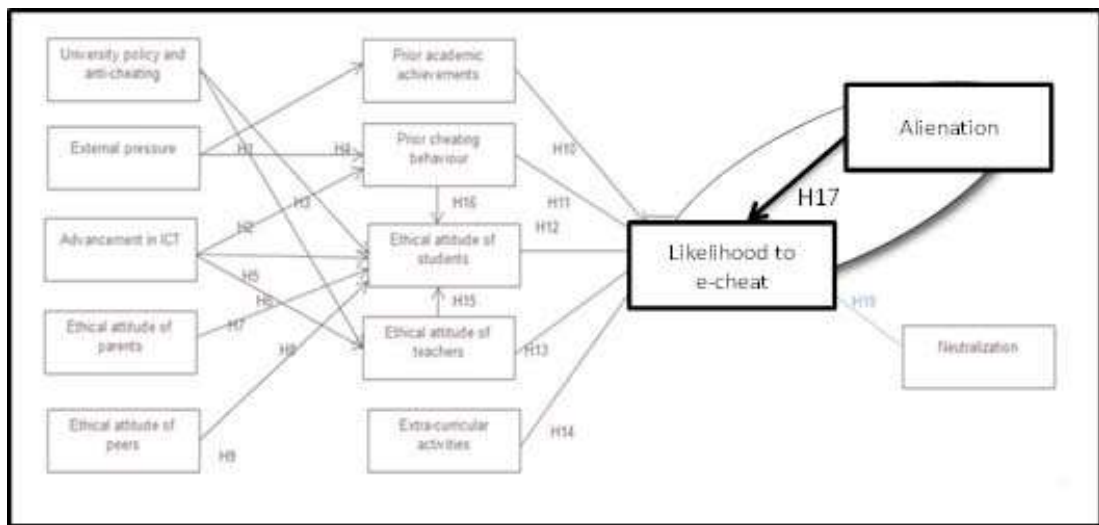 University policy and
anti-cheating
Prior academic
achievements
Alienation
External pressure
H1
H9
Prior cheating
behaviour
H10
H17
H3
H16
H11
Advancement in ICT
H2
Ethical attitude of
students
H12
Likelihood to
e-cheat
H5
H15
Ethical attitude of
parents
H7
H8
Ethical attitude of
teachers
H13
Neutralization
Ethical attitude of
peers
H9
Extra-curricular
activities
H14